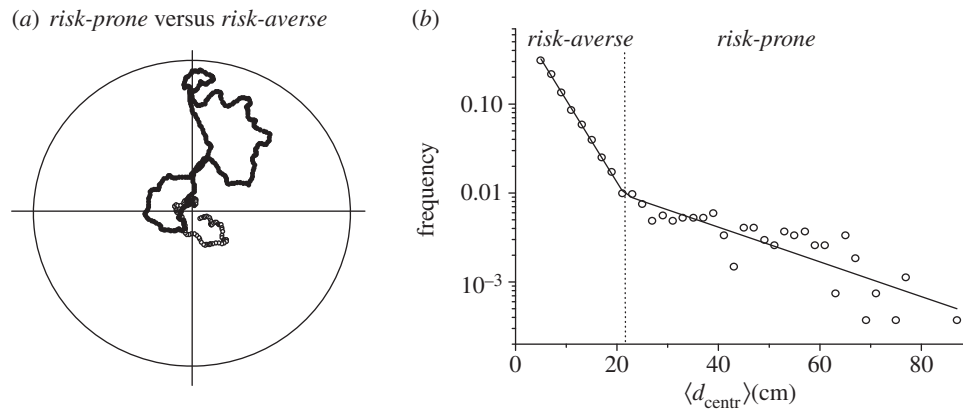 (a) risk-prone versus risk-averse
(b)
risk-averse
risk-prone
0.10
0.01
10⁻³
frequency
0
20
40
60
80
⟨d_centr⟩(cm)